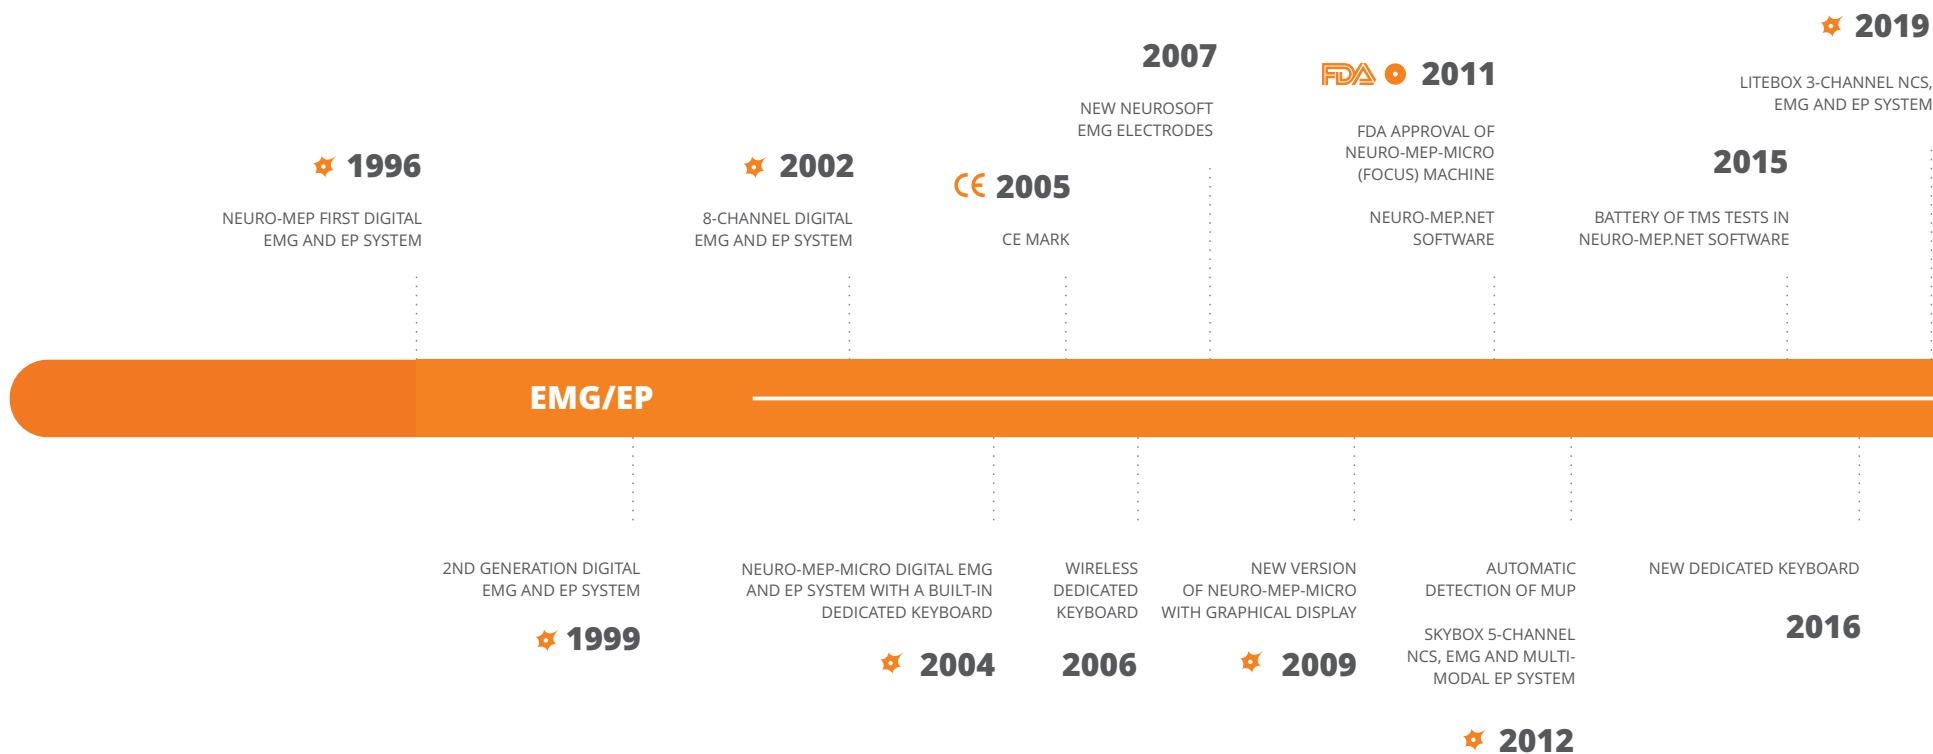 1996
NEURO-MEP FIRST DIGITAL
EMG AND EP SYSTEM
2002
8-CHANNEL DIGITAL
EMG AND EP SYSTEM
CE 2005
CE MARK
2007
NEW NEUROSOFT
EMG ELECTRODES
FDA 2011
FDA APPROVAL OF
NEURO-MEP-MICRO
(FOCUS) MACHINE
NEURO-MEP.NET
SOFTWARE
2015
BATTERY OF TMS TESTS IN
NEURO-MEP.NET SOFTWARE
2019
LITEBOX 3-CHANNEL NCS,
EMG AND EP SYSTEM
EMG/EP
2ND GENERATION DIGITAL
EMG AND EP SYSTEM
1999
NEURO-MEP-MICRO DIGITAL EMG
AND EP SYSTEM WITH A BUILT-IN
DEDICATED KEYBOARD
2004
WIRELESS
DEDICATED
KEYBOARD
2006
NEW VERSION
OF NEURO-MEP-MICRO
WITH GRAPHICAL DISPLAY
2009
AUTOMATIC
DETECTION OF MUP
SKYBOX 5-CHANNEL
NCS, EMG AND MULTI-
MODAL EP SYSTEM
2012
NEW DEDICATED KEYBOARD
2016